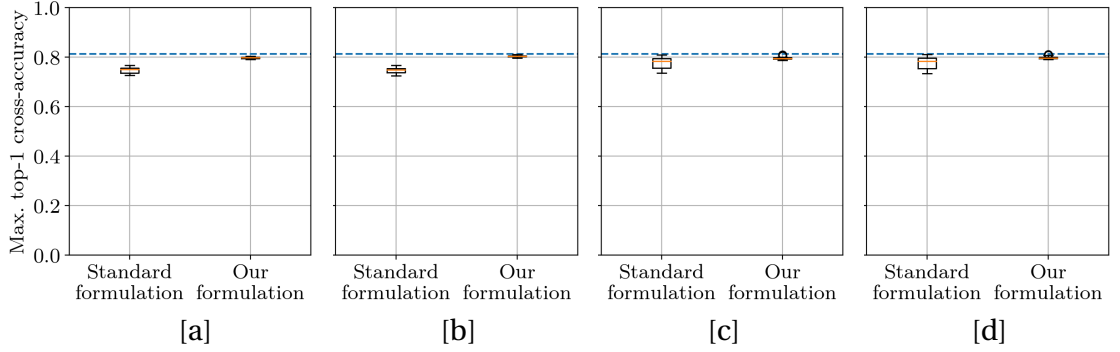 Max. top-1 cross-accuracy
1.0
0.8
0.6
0.4
0.2
0.0
Standard formulation
Our formulation
[a]
Standard formulation
Our formulation
[b]
Standard formulation
Our formulation
[c]
Standard formulation
Our formulation
[d]